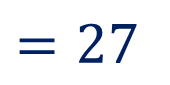 = 27